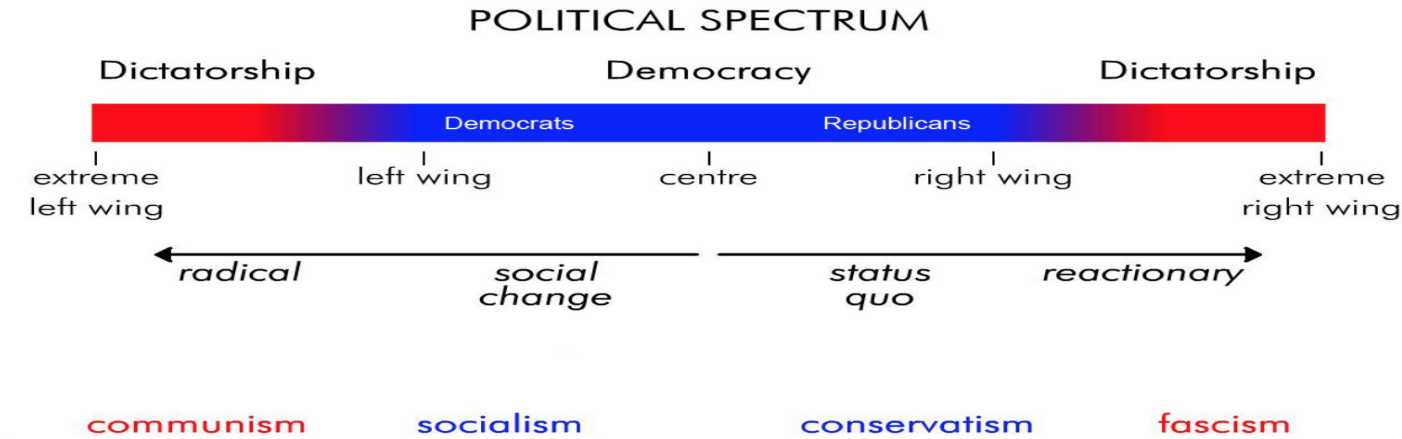 POLITICAL SPECTRUM
Dictatorship Democracy Dictatorship
Democrats Republicans
extreme left wing centre right wing extreme
left wing right wing
radical social status reactionary
change quo
communism socialism conservatism fascism